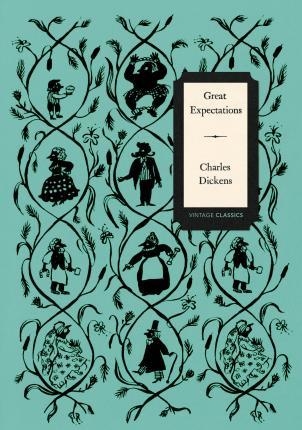 Great
Expectations
Charles
Dickens
VINTAGE CLASSICS